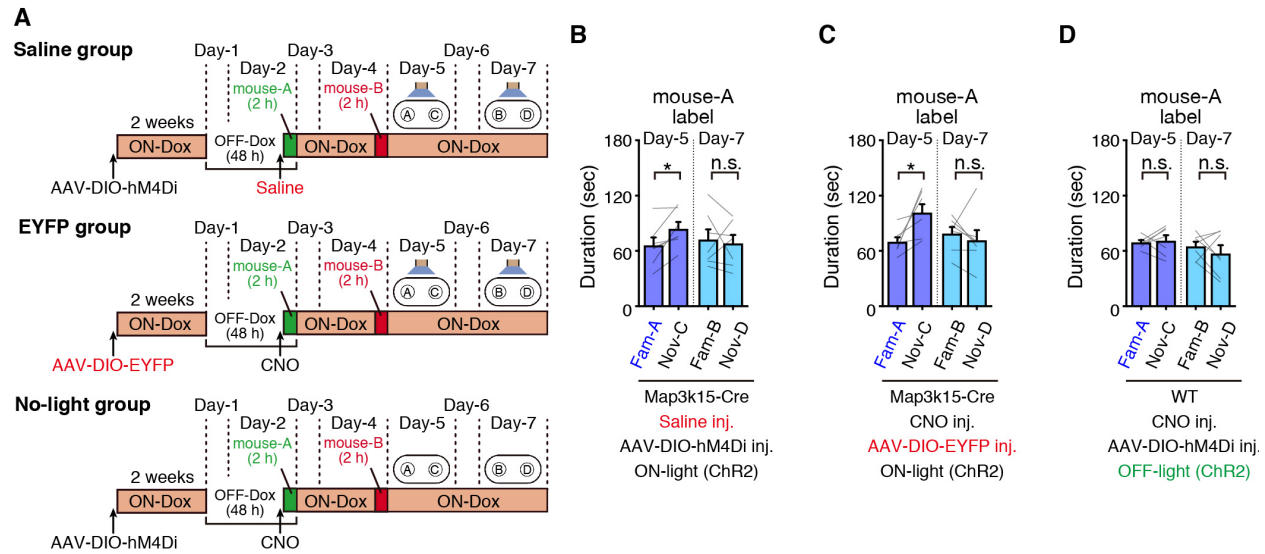 A
Saline group
Day-1 Day-3 Day-6
Day-2 Day-4 Day-5 Day-7
mouse-A mouse-B
(2 h) (2 h)
A C B D
2 weeks
ON-Dox OFF-Dox ON-Dox ON-Dox
(48 h)
AAV-DIO-hM4Di Saline
EYFP group
Day-1 Day-3 Day-6
Day-2 Day-4 Day-5 Day-7
mouse-A mouse-B
(2 h) (2 h)
A C B D
2 weeks
ON-Dox OFF-Dox ON-Dox ON-Dox
(48 h)
AAV-DIO-EYFP CNO
No-light group
Day-1 Day-3 Day-6
Day-2 Day-4 Day-5 Day-7
mouse-A mouse-B
(2 h) (2 h)
A C B D
2 weeks
ON-Dox OFF-Dox ON-Dox ON-Dox
(48 h)
AAV-DIO-hM4Di CNO
B
mouse-A
label
Day-5 Day-7
* n.s.
Duration (sec)
180
120
60
0
Fam-A Nov-C Fam-B Nov-D
Map3k15-Cre
Saline inj.
AAV-DIO-hM4Di inj.
ON-light (ChR2)
C
mouse-A
label
Day-5 Day-7
* n.s.
Duration (sec)
180
120
60
0
Fam-A Nov-C Fam-B Nov-D
Map3k15-Cre
CNO inj.
AAV-DIO-EYFP inj.
ON-light (ChR2)
D
mouse-A
label
Day-5 Day-7
n.s. n.s.
Duration (sec)
180
120
60
0
Fam-A Nov-C Fam-B Nov-D
WT
CNO inj.
AAV-DIO-hM4Di inj.
OFF-light (ChR2)